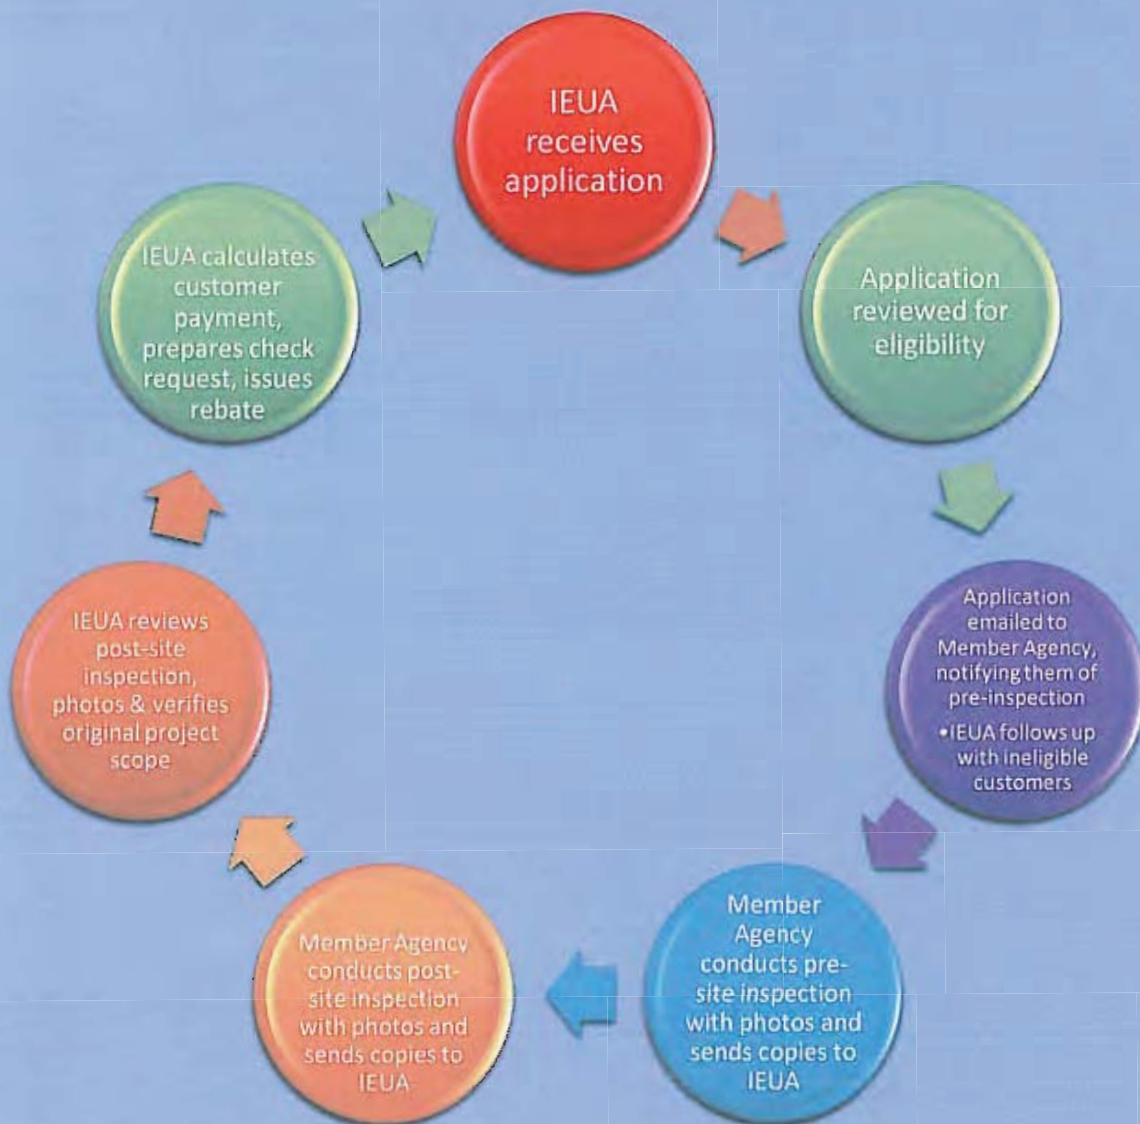 IEUA
receives
application
Application
reviewed for
eligibility
Application
emailed to
Member Agency,
notifying them of
pre-inspection
•IEUA follows up
with ineligible
customers
Member
Agency
conducts pre-
site inspection
with photos and
sends copies to
IEUA
Member Agency
conducts post-
site inspection
with photos and
sends copies to
IEUA
IEUA reviews
post-site
inspection,
photos & verifies
original project
scope
IEUA calculates
customer
payment,
prepares check
request, issues
rebate